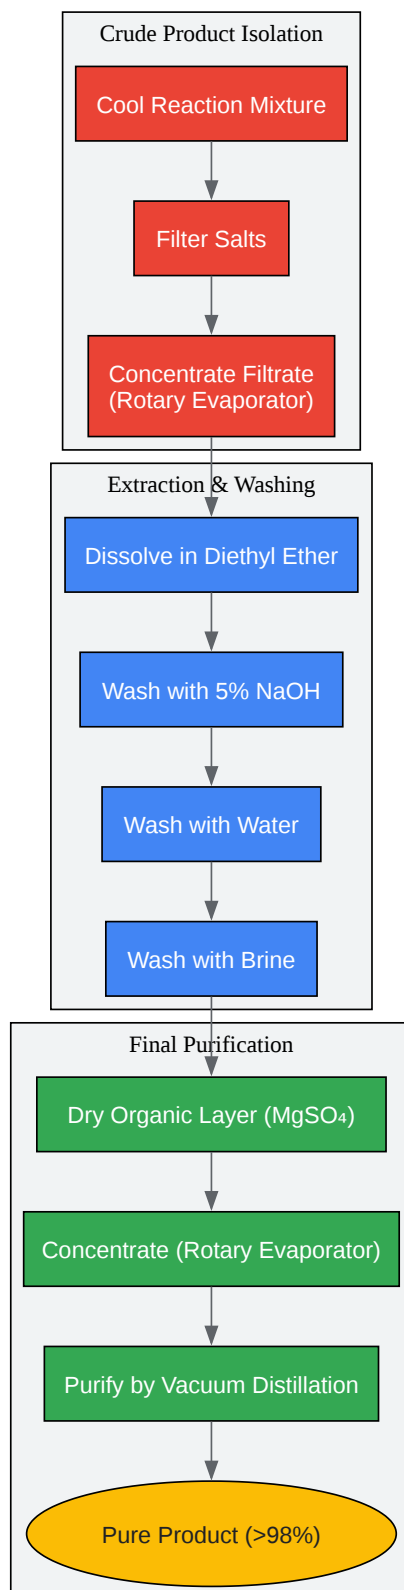 Crude Product Isolation
Cool Reaction Mixture
Filter Salts
Concentrate Filtrate
(Rotary Evaporator)
Extraction & Washing
Dissolve in Diethyl Ether
Wash with 5% NaOH
Wash with Water
Wash with Brine
Final Purification
Dry Organic Layer (MgSO₄)
Concentrate (Rotary Evaporator)
Purify by Vacuum Distillation
Pure Product (>98%)